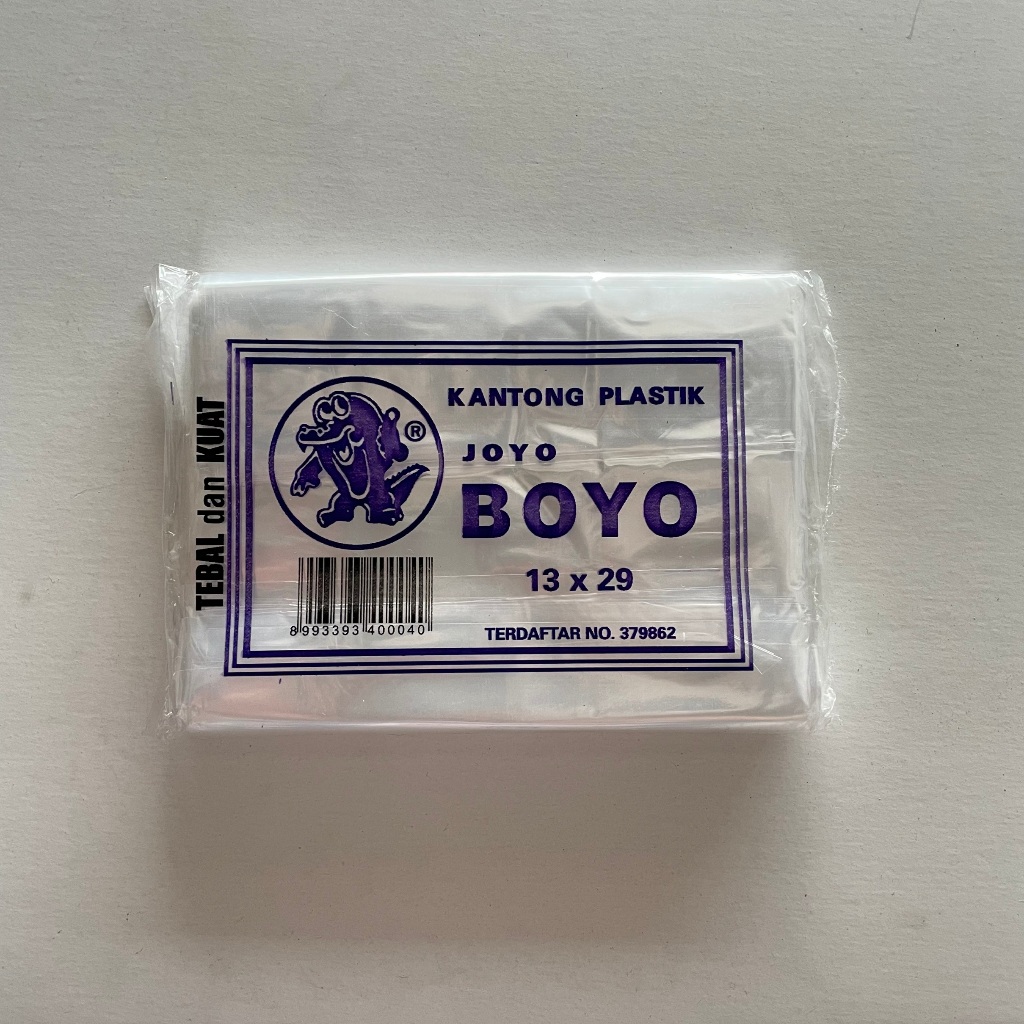 TEBAL dan KUAT
®
KANTONG PLASTIK
JOYO
BOYO
13 x 29
8 993393 400040
TERDAFTAR NO. 379862